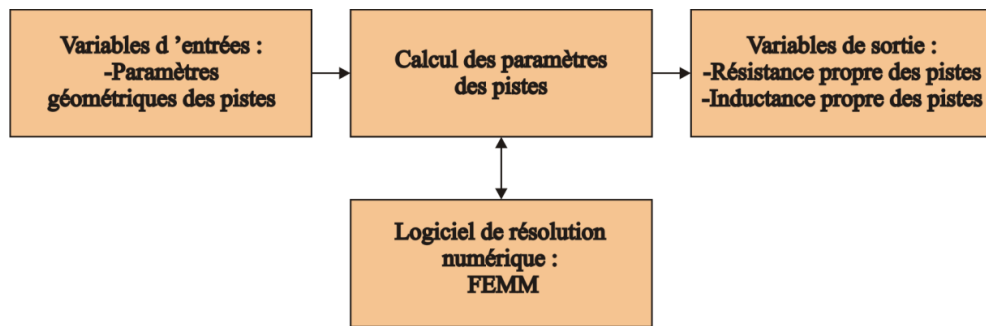 Variables d ’entrées :
-Paramètres
géométriques des pistes
Calcul des paramètres
des pistes
Variables de sortie :
-Résistance propre des pistes
-Inductance propre des pistes
Logiciel de résolution
numérique :
FEMM